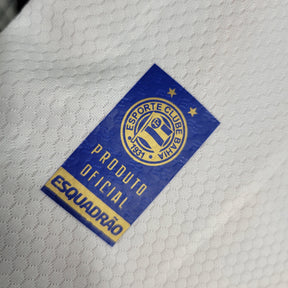 ESPORTE CLUBE BAHIA
1931
PRODUTO
OFICIAL
ESQUADRÃO